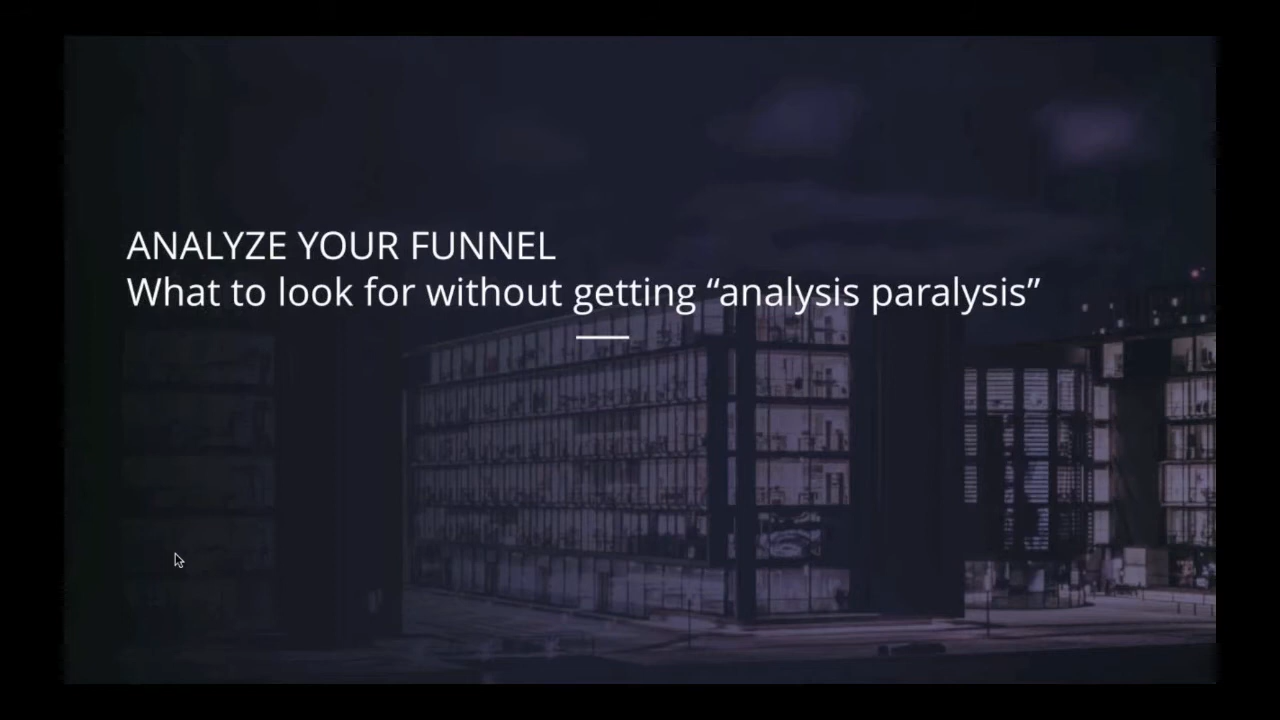 ANALYZE YOUR FUNNEL
What to look for without getting “analysis paralysis”